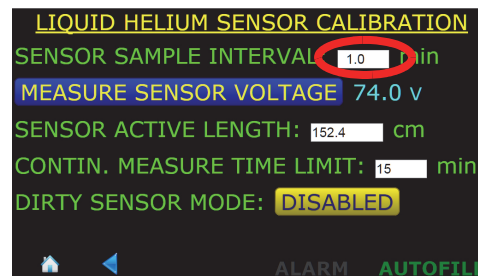 LIQUID HELIUM SENSOR CALIBRATION
SENSOR SAMPLE INTERVAL: 1.0 min
MEASURE SENSOR VOLTAGE 74.0 v
SENSOR ACTIVE LENGTH: 152.4 cm
CONTIN. MEASURE TIME LIMIT: 15 min
DIRTY SENSOR MODE: DISABLED
ALARM AUTOFILL